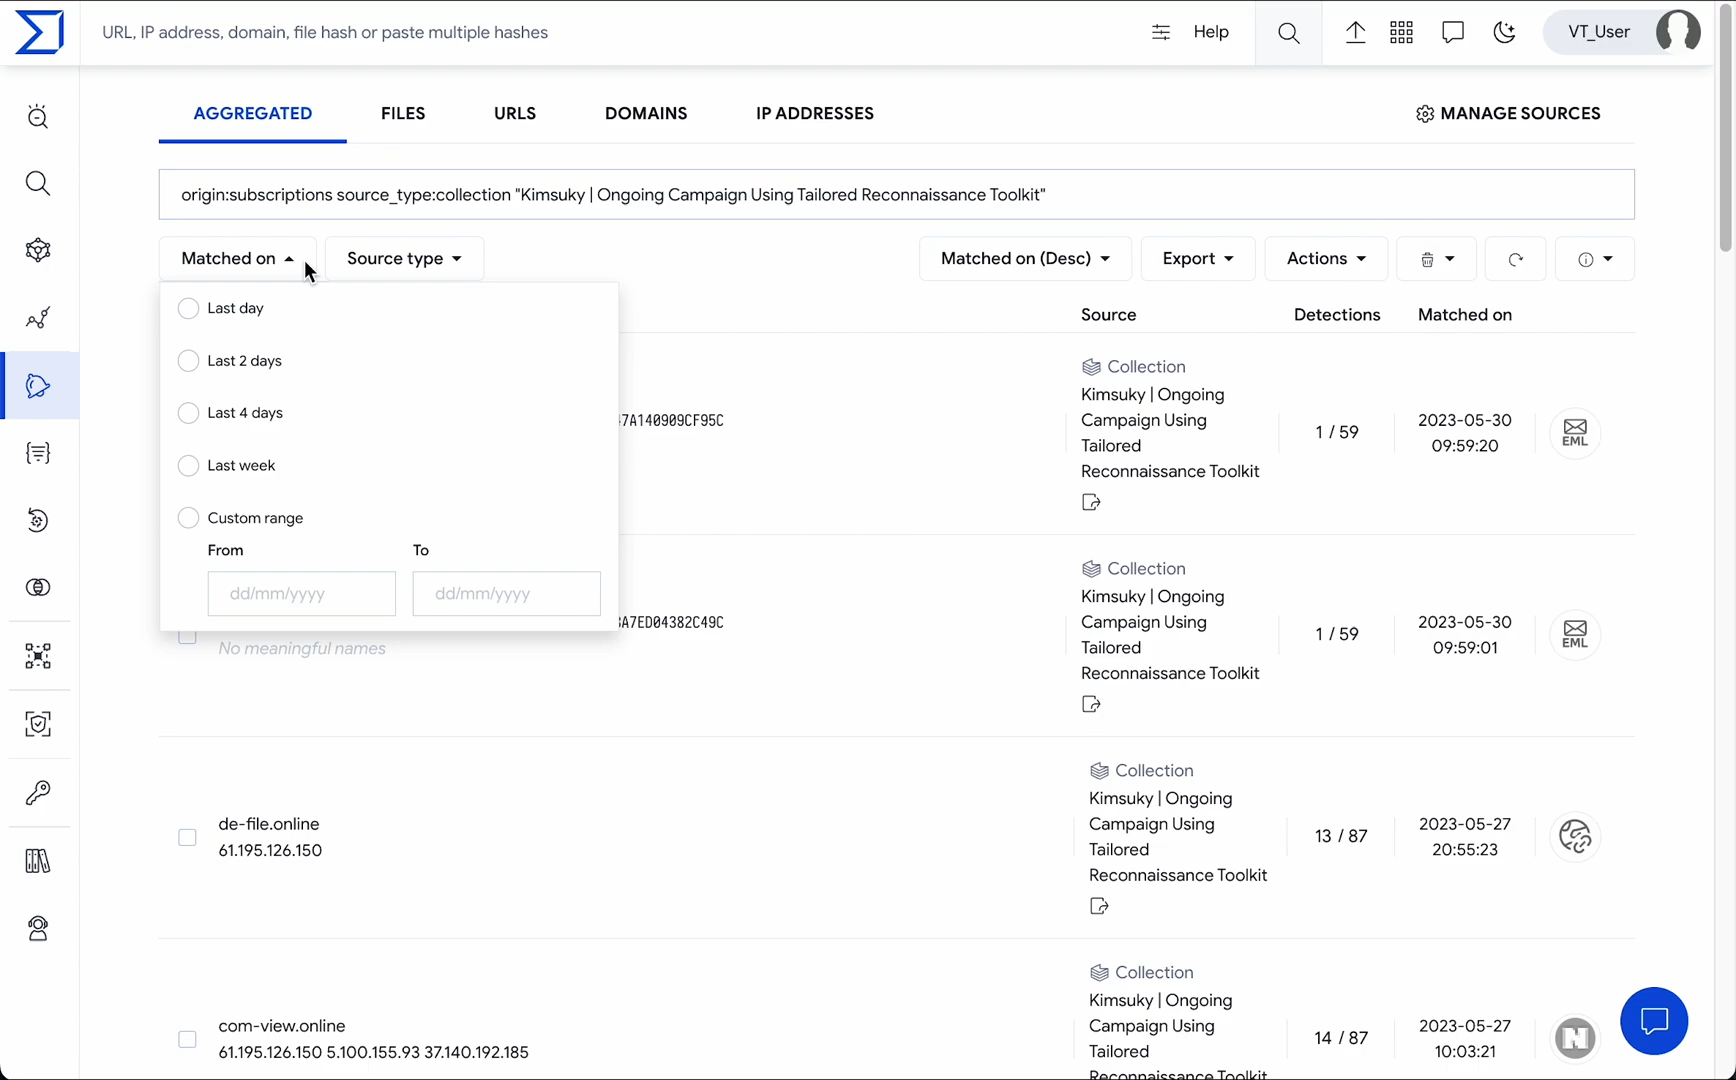 URL, IP address, domain, file hash or paste multiple hashes
Help
VT_User
AGGREGATED
FILES
URLS
DOMAINS
IP ADDRESSES
MANAGE SOURCES
origin:subscriptions source_type:collection "Kimsuky | Ongoing Campaign Using Tailored Reconnaissance Toolkit"
Matched on
Source type
Matched on (Desc)
Export
Actions
Last day
Last 2 days
Last 4 days
Last week
Custom range
From
To
dd/mm/yyyy
dd/mm/yyyy
Source
Detections
Matched on
7A140909CF95C
Collection
Kimsuky | Ongoing
Campaign Using
Tailored
Reconnaissance Toolkit
1 / 59
2023-05-30
09:59:20
EML
A7ED04382C49C
No meaningful names
Collection
Kimsuky | Ongoing
Campaign Using
Tailored
Reconnaissance Toolkit
1 / 59
2023-05-30
09:59:01
EML
de-file.online
61.195.126.150
Collection
Kimsuky | Ongoing
Campaign Using
Tailored
Reconnaissance Toolkit
13 / 87
2023-05-27
20:55:23
com-view.online
61.195.126.150 5.100.155.93 37.140.192.185
Collection
Kimsuky | Ongoing
Campaign Using
Tailored
Reconnaissance Toolkit
14 / 87
2023-05-27
10:03:21
N